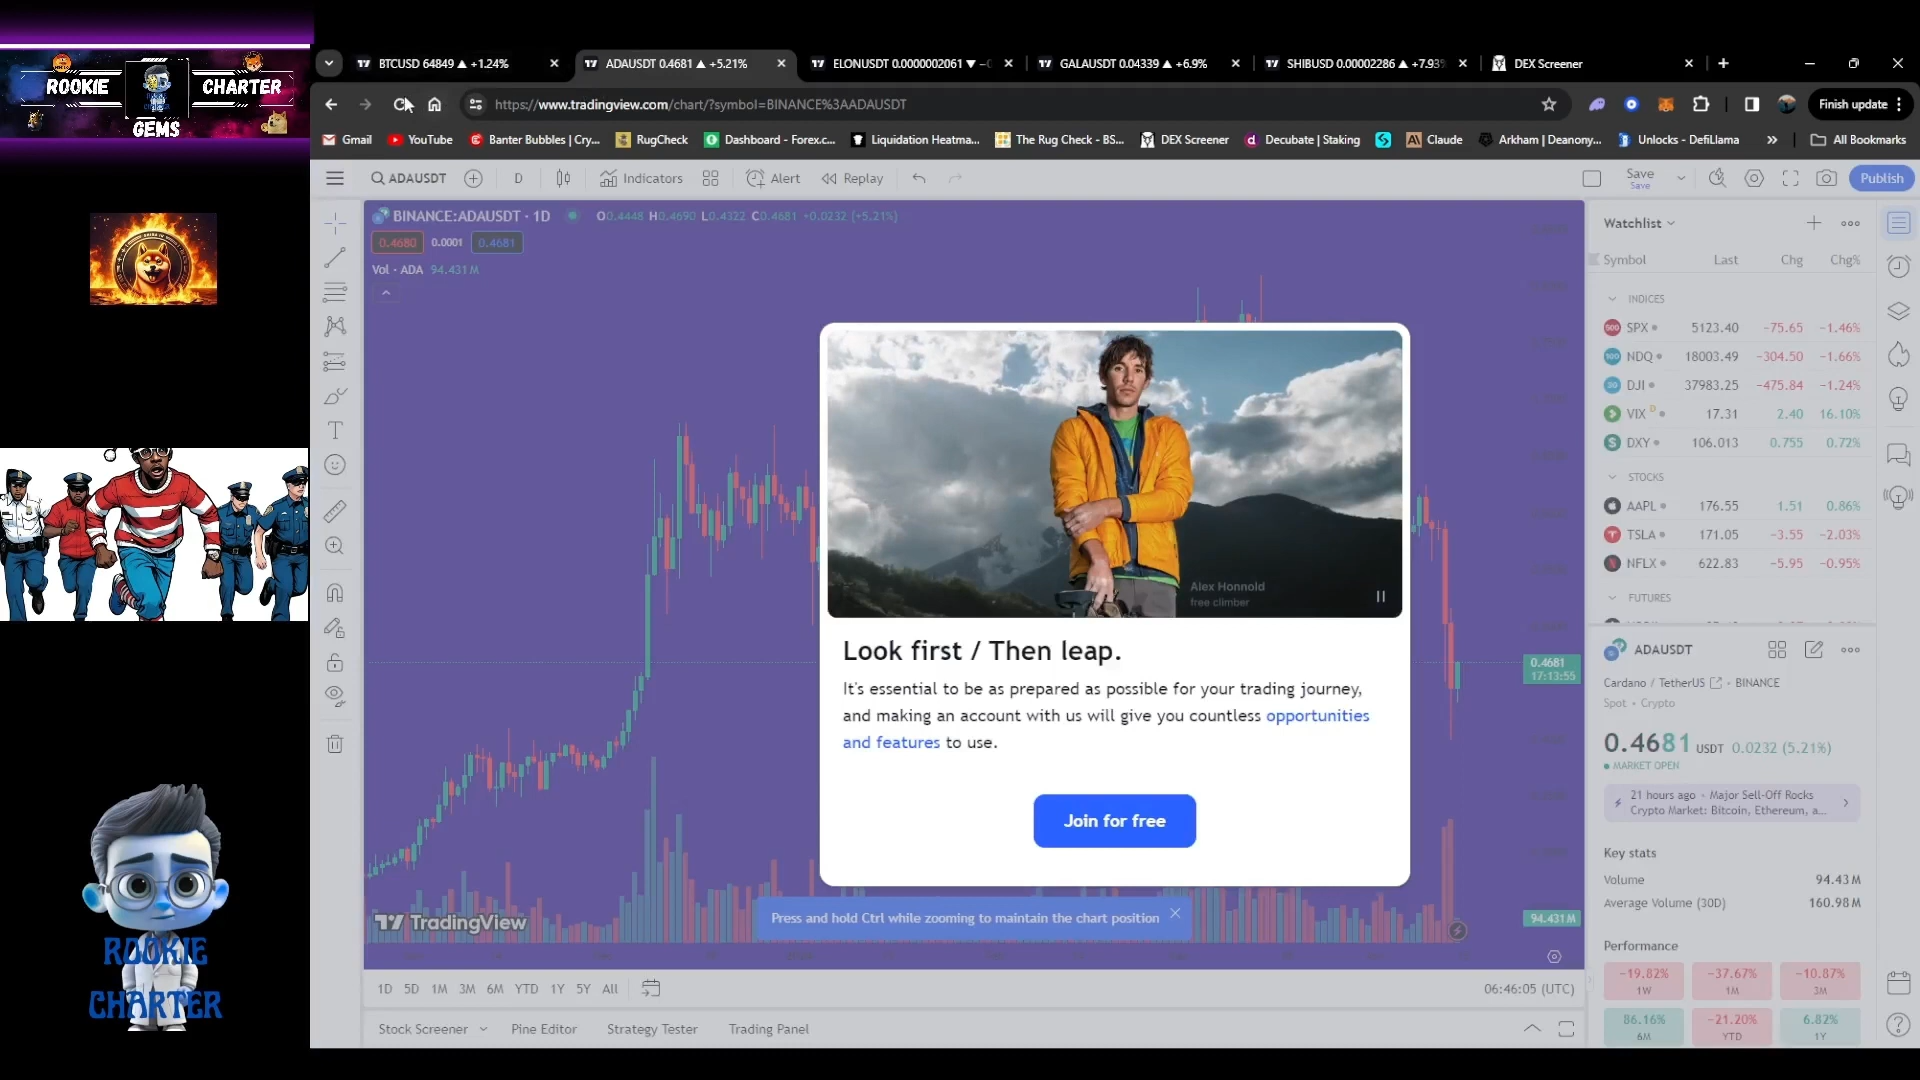 ROOKIE CHARTER
GEMS
ROOKIE
CHARTER
BTCUSD 64849 ▲ +1.24%
ADAUSDT 0.4681 ▲ +5.21%
ELONUSDT 0.0000002061 ▼
GALAUSDT 0.04339 ▲ +6.9%
SHIBUSD 0.00002286 ▲ +7.93%
DEX Screener
https://www.tradingview.com/chart/?symbol=BINANCE%3AADAUSDT
Finish update
Gmail
YouTube
Banter Bubbles | Cry...
RugCheck
Dashboard - Forex.c...
Liquidation Heatma...
The Rug Check - BS...
DEX Screener
Decubate | Staking
Claude
Arkham | Deanony...
Unlocks - DefiLlama
»
All Bookmarks
ADAUSDT
D
Indicators
Alert
Replay
Save
Save
Publish
BINANCE:ADAUSDT · 1D
O0.4448 H0.4690 L0.4322 C0.4681 +0.0232 (+5.21%)
0.4680 0.0001 0.4681
Vol · ADA 94.431M
Alex Honnold
free climber
Look first / Then leap.
It's essential to be as prepared as possible for your trading journey,
and making an account with us will give you countless opportunities
and features to use.
Join for free
0.4681
17:13:55
Press and hold Ctrl while zooming to maintain the chart position
TradingView
94.431M
1D 5D 1M 3M 6M YTD 1Y 5Y All
06:46:05 (UTC)
Stock Screener
Pine Editor
Strategy Tester
Trading Panel
Watchlist
Symbol Last Chg Chg%
INDICES
SPX 5123.40 −75.65 −1.46%
NDQ 18003.49 −304.50 −1.66%
DJI 37983.25 −475.84 −1.24%
VIX D 17.31 2.40 16.10%
DXY 106.013 0.755 0.72%
STOCKS
AAPL 176.55 1.51 0.86%
TSLA 171.05 −3.55 −2.03%
NFLX 622.83 −5.95 −0.95%
FUTURES
ADAUSDT
Cardano / TetherUS · BINANCE
Spot · Crypto
0.4681 USDT 0.0232 (5.21%)
MARKET OPEN
21 hours ago · Major Sell-Off Rocks
Crypto Market: Bitcoin, Ethereum, a...
Key stats
Volume 94.43M
Average Volume (30D) 160.98M
Performance
−19.82% −37.67% −10.87%
1W 1M 3M
86.16% −21.20% 6.82%
6M YTD 1Y